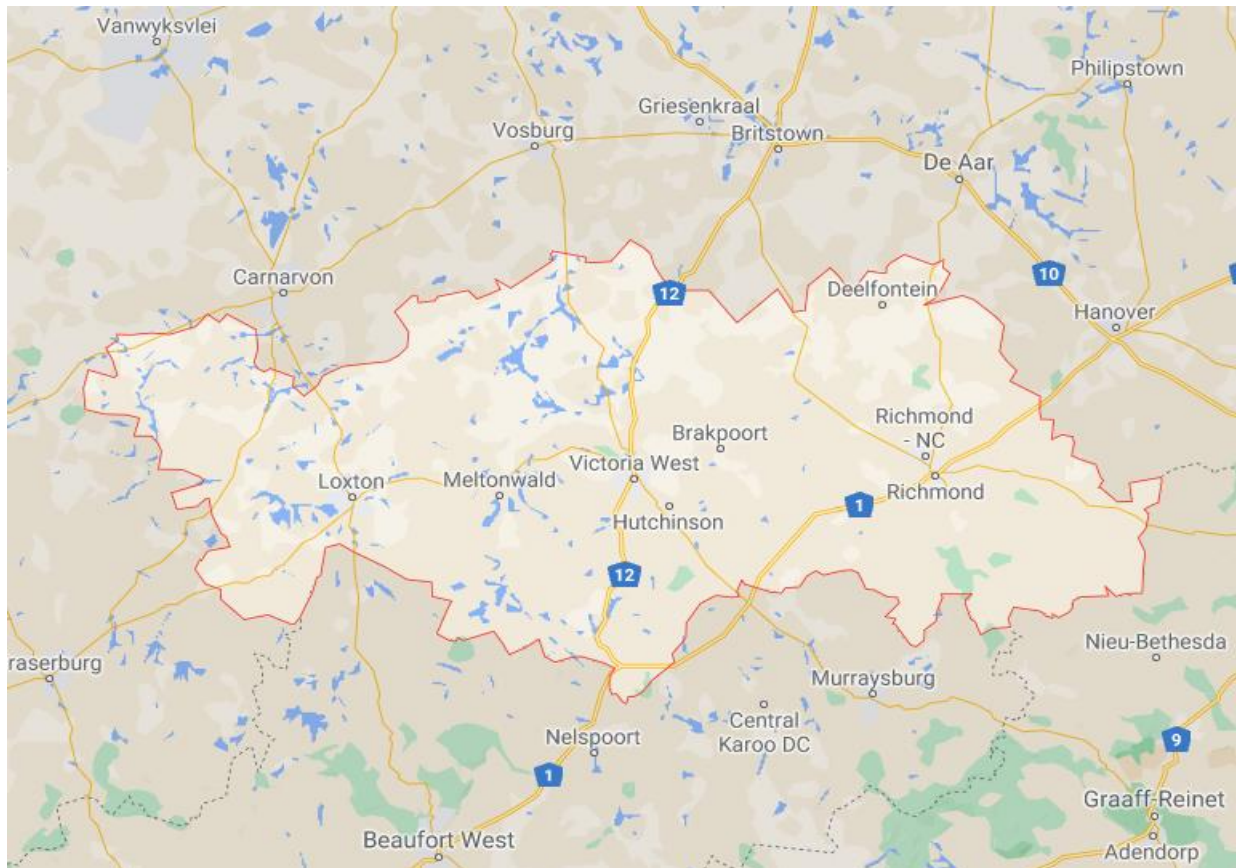 Vanwyksvlei
Philipstown
Griesenkraal
Vosburg
Britstown
De Aar
Carnarvon
10
12
Deelfontein
Hanover
Richmond
- NC
Brakpoort
Victoria West
Loxton
Meltonwald
Richmond
1
Hutchinson
12
Nieu-Bethesda
raserburg
Murraysburg
Central
Karoo DC
Nelspoort
9
1
Graaff-Reinet
Beaufort West
Adendorp